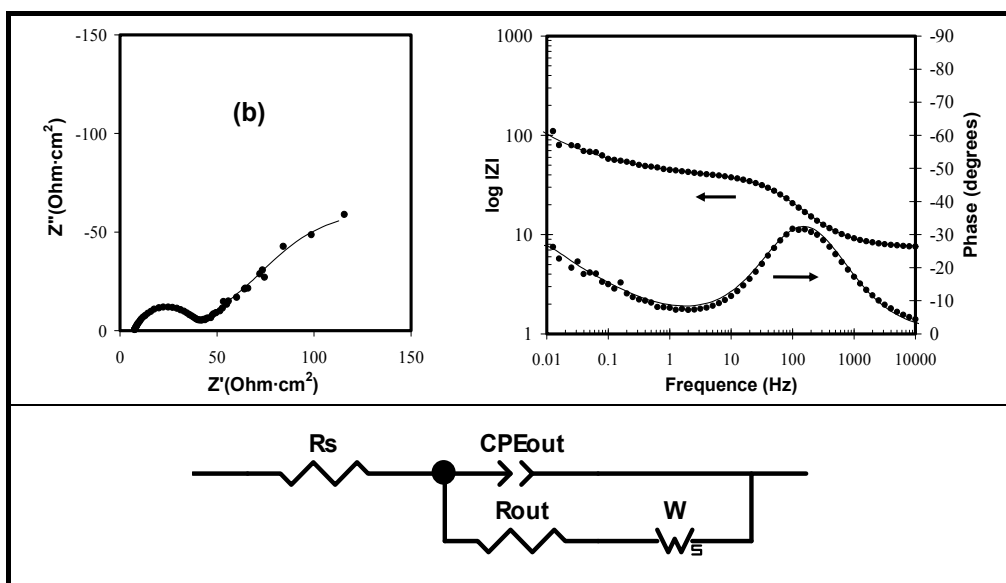 -150
-100
-50
0
0
50
100
150
Z''(Ohm·cm²)
Z'(Ohm·cm²)
(b)
1000
100
10
1
log IZI
-90
-80
-70
-60
-50
-40
-30
-20
-10
0
Phase (degrees)
0.01
0.1
1
10
100
1000
10000
Frequence (Hz)
Rs
CPEout
Rout
W
s